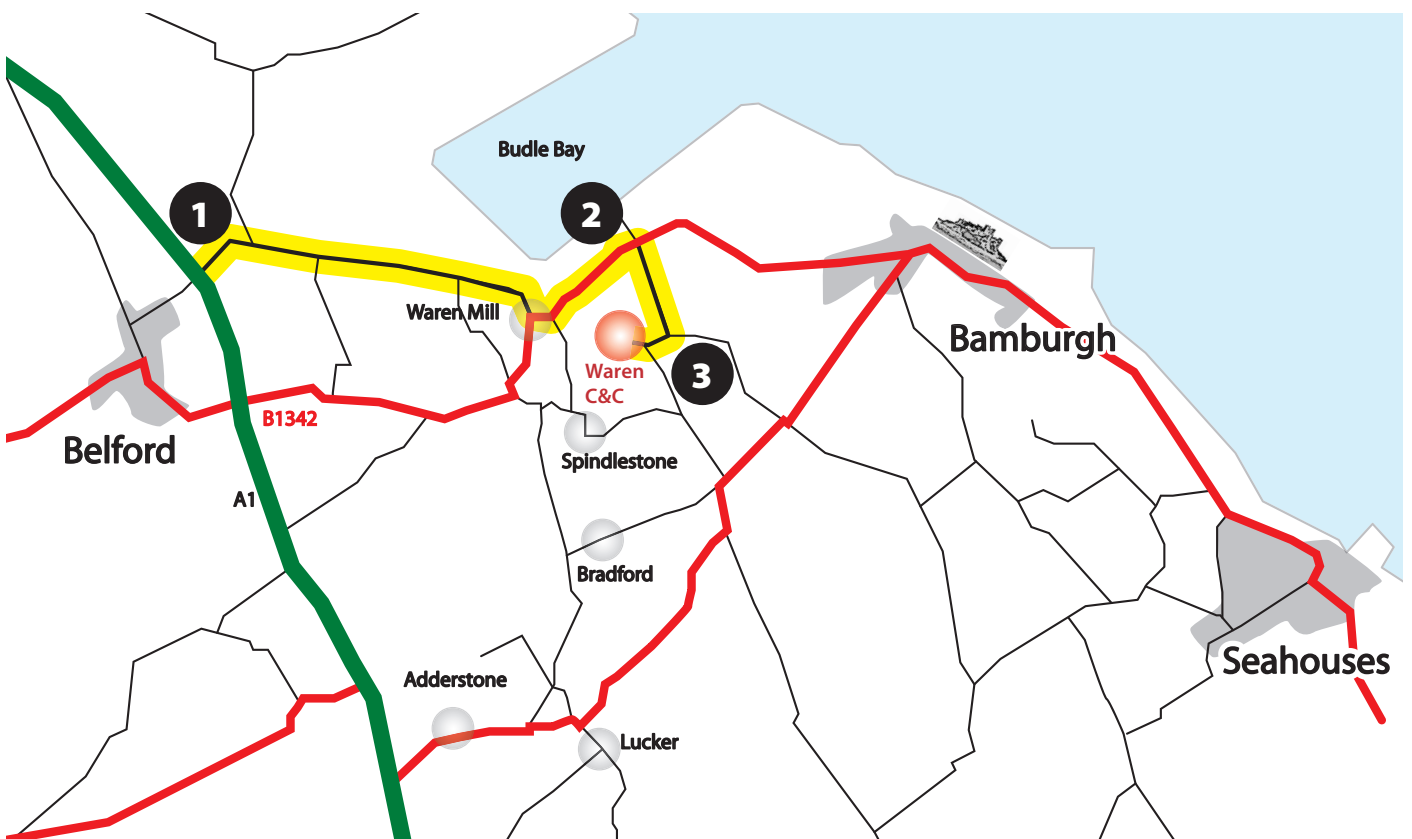 Budle Bay
1
2
Waren Mill
Bamburgh
Waren
C&C
3
B1342
Belford
Spindlestone
A1
Bradford
Seahouses
Adderstone
Lucker